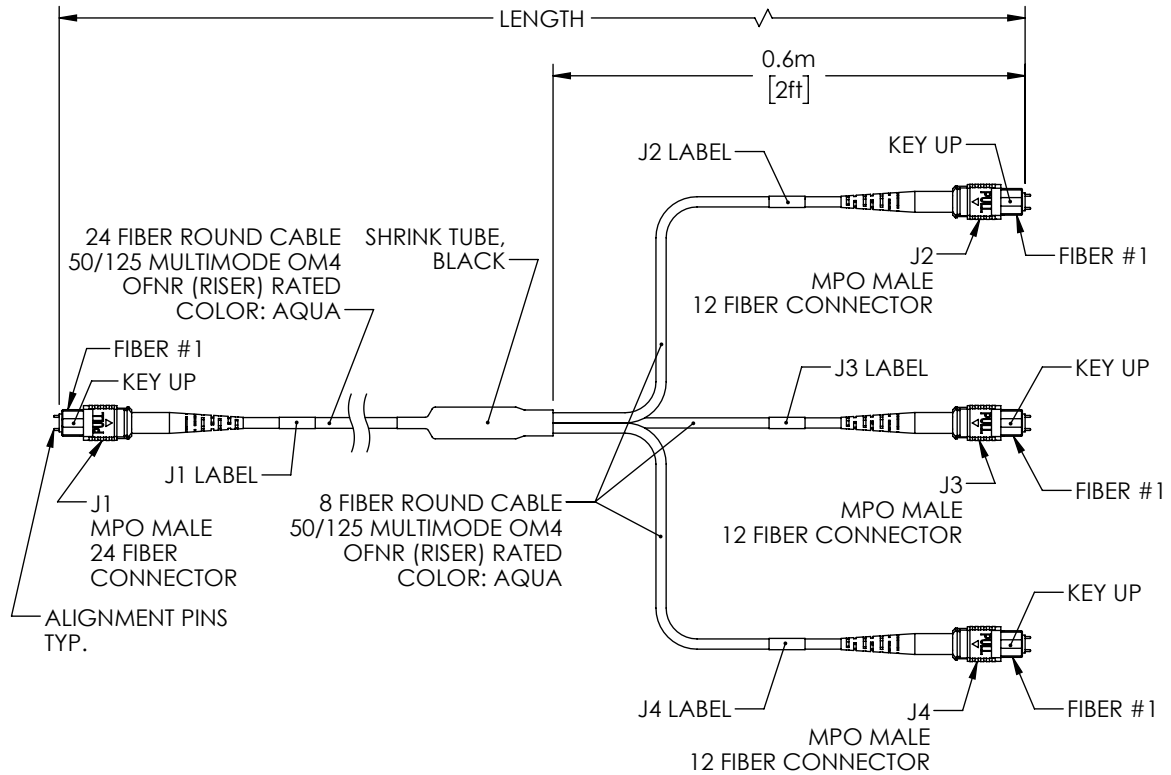 LENGTH
0.6m
[2ft]
J2 LABEL
KEY UP
24 FIBER ROUND CABLE
50/125 MULTIMODE OM4
OFNR (RISER) RATED
COLOR: AQUA
SHRINK TUBE,
BLACK
PULL
J2
MPO MALE
12 FIBER CONNECTOR
FIBER #1
FIBER #1
KEY UP
PULL
J1 LABEL
J1
MPO MALE
24 FIBER
CONNECTOR
ALIGNMENT PINS
TYP.
J3 LABEL
KEY UP
PULL
J3
MPO MALE
12 FIBER CONNECTOR
FIBER #1
8 FIBER ROUND CABLE
50/125 MULTIMODE OM4
OFNR (RISER) RATED
COLOR: AQUA
KEY UP
PULL
J4 LABEL
J4
MPO MALE
12 FIBER CONNECTOR
FIBER #1